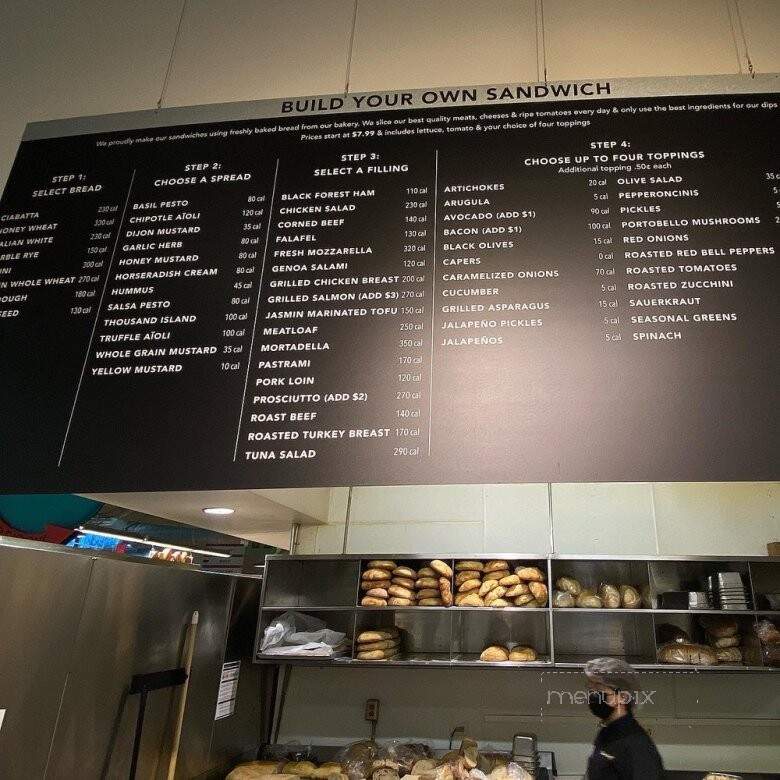 BUILD YOUR OWN SANDWICH
We proudly make our sandwiches using freshly baked bread from our bakery. We slice our best quality meats, cheeses & ripe tomatoes every day & only use the best ingredients for our dips
Prices start at $7.99 & includes lettuce, tomato & your choice of four toppings
STEP 1:
SELECT BREAD
CIABATTA 230 cal
HONEY WHEAT 330 cal
ALIAN WHITE 230 cal
RBLE RYE 150 cal
INI 300 cal
N WHOLE WHEAT 270 cal
OUGH 180 cal
EED 130 cal
STEP 2:
CHOOSE A SPREAD
BASIL PESTO 80 cal
CHIPOTLE AÏOLI 120 cal
DIJON MUSTARD 35 cal
GARLIC HERB 80 cal
HONEY MUSTARD 80 cal
HORSERADISH CREAM 80 cal
HUMMUS 45 cal
SALSA PESTO 80 cal
THOUSAND ISLAND 100 cal
TRUFFLE AÏOLI 100 cal
WHOLE GRAIN MUSTARD 35 cal
YELLOW MUSTARD 10 cal
STEP 3:
SELECT A FILLING
BLACK FOREST HAM 110 cal
CHICKEN SALAD 230 cal
CORNED BEEF 140 cal
FALAFEL 130 cal
FRESH MOZZARELLA 320 cal
GENOA SALAMI 120 cal
GRILLED CHICKEN BREAST 200 cal
GRILLED SALMON (ADD $3) 270 cal
JASMIN MARINATED TOFU 150 cal
MEATLOAF 250 cal
MORTADELLA 350 cal
PASTRAMI 170 cal
PORK LOIN 120 cal
PROSCIUTTO (ADD $2) 270 cal
ROAST BEEF 140 cal
ROASTED TURKEY BREAST 170 cal
TUNA SALAD 290 cal
STEP 4:
CHOOSE UP TO FOUR TOPPINGS
Additional topping .50¢ each
ARTICHOKES 20 cal
ARUGULA 5 cal
AVOCADO (ADD $1) 90 cal
BACON (ADD $1) 100 cal
BLACK OLIVES 15 cal
CAPERS 0 cal
CARAMELIZED ONIONS 70 cal
CUCUMBER 5 cal
GRILLED ASPARAGUS 15 cal
JALAPEÑO PICKLES 5 cal
JALAPEÑOS 5 cal
OLIVE SALAD 35 c
PEPPERONCINIS
PICKLES
PORTOBELLO MUSHROOMS
RED ONIONS
ROASTED RED BELL PEPPERS
ROASTED TOMATOES
ROASTED ZUCCHINI
SAUERKRAUT
SEASONAL GREENS
SPINACH
menupix